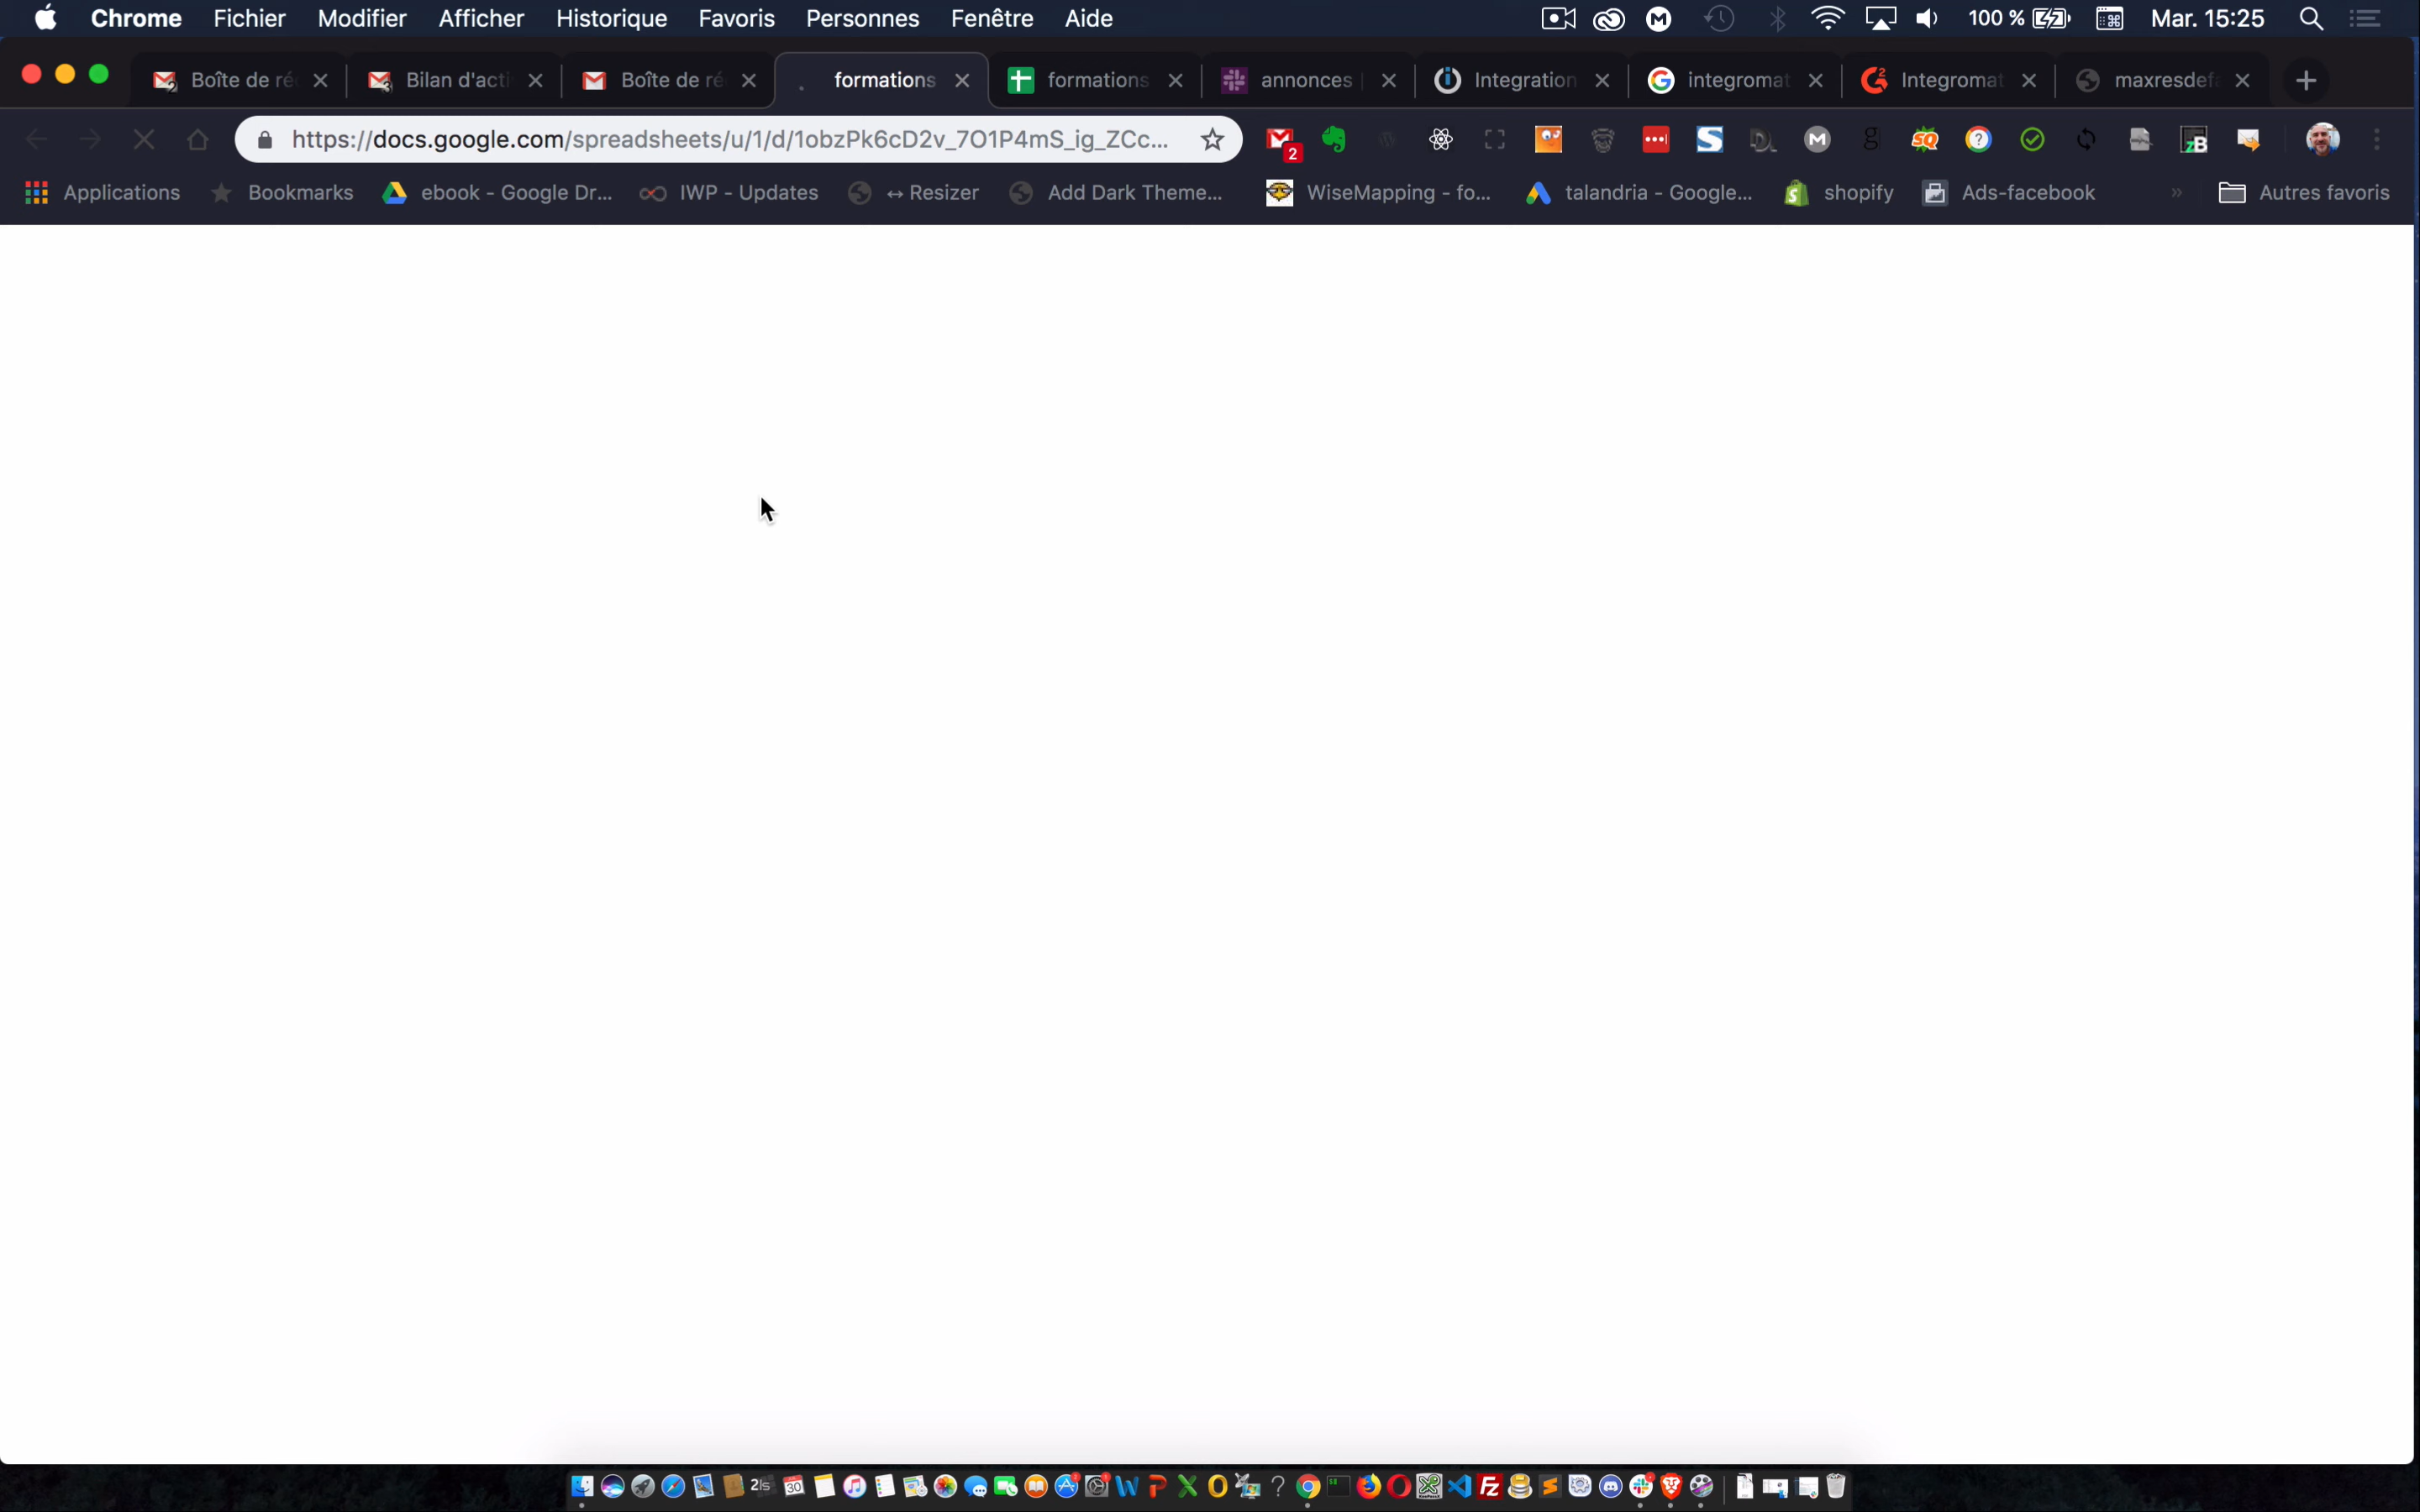 Chrome Fichier Modifier Afficher Historique Favoris Personnes Fenêtre Aide 100 % Mar. 15:25
Boîte de ré Bilan d'acti Boîte de ré formations formations annonces Integration integromat Integromat maxresdefa
https://docs.google.com/spreadsheets/u/1/d/1obzPk6cD2v_7O1P4mS_ig_ZCc... 2
Applications Bookmarks ebook - Google Dr... IWP - Updates ↔ Resizer Add Dark Theme... WiseMapping - fo... talandria - Google... shopify Ads-facebook » Autres favoris